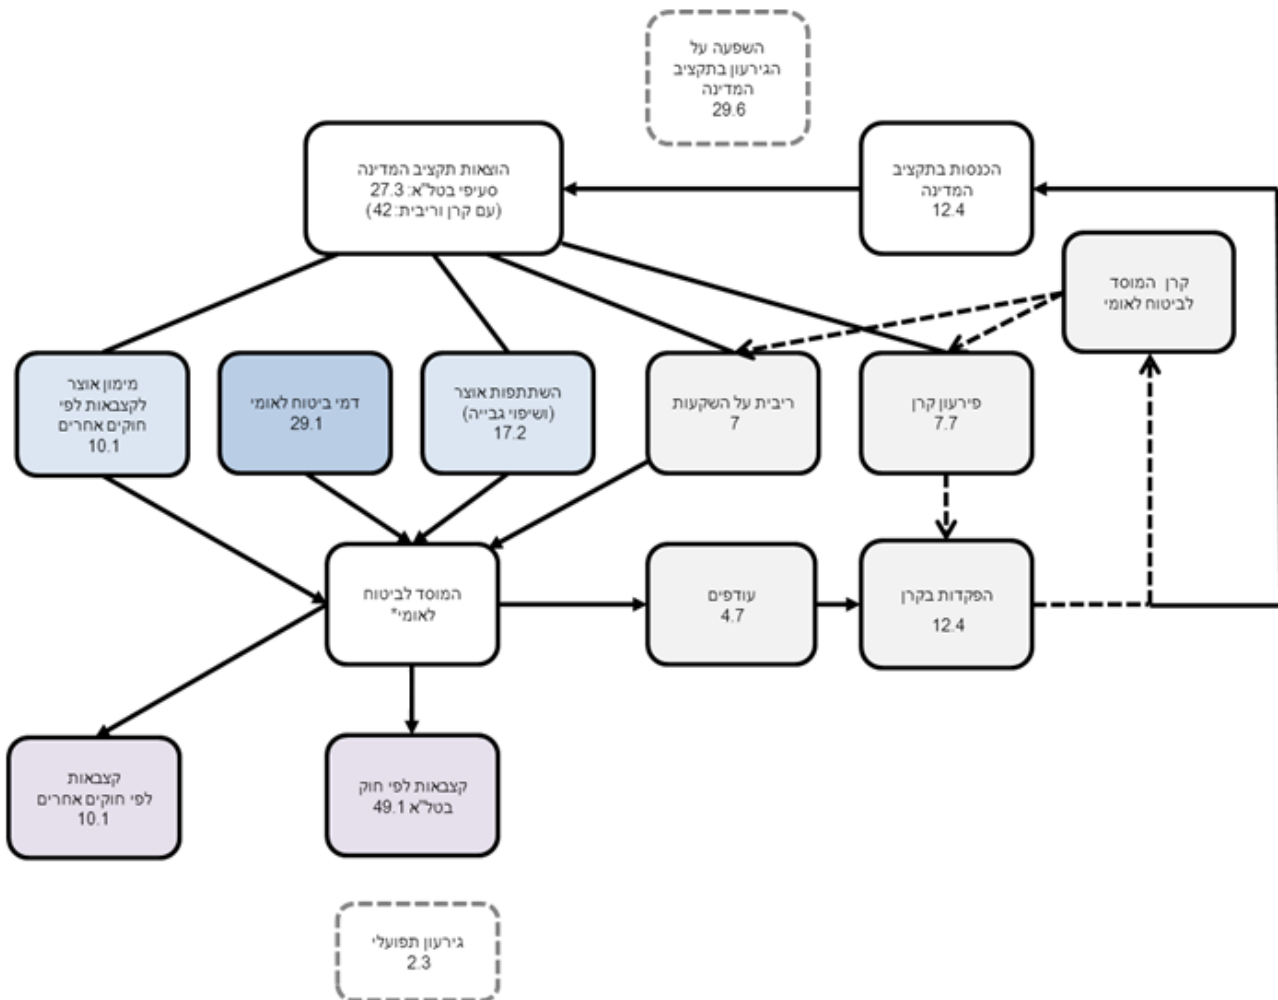 השפעה על
הגירעון בתקציב
המדינה
29.6
הכנסות בתקציב
המדינה
12.4
הוצאות תקציב המדינה
סעיפי בטל"א: 27.3
(עם קרן וריבית: 42)
קרן המוסד
לביטוח לאומי
פירעון קרן
7.7
ריבית על השקעות
7
השתתפות אוצר
(ושיפוי גבייה)
17.2
דמי ביטוח לאומי
29.1
מימון אוצר
לקצבאות לפי
חוקים אחרים
10.1
הפקדות בקרן
12.4
עודפים
4.7
המוסד לביטוח
לאומי*
קצבאות לפי חוק
בטל"א 49.1
קצבאות
לפי חוקים אחרים
10.1
גירעון תפועלי
2.3